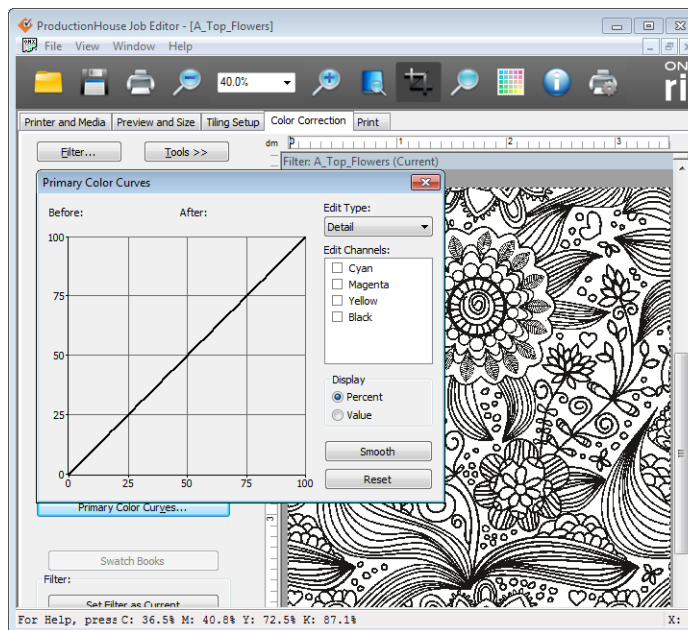 ProductionHouse Job Editor - [A_Top_Flowers]
File View Window Help
40.0%
ON
ri
Printer and Media Preview and Size Tiling Setup Color Correction Print
Filter... Tools >>
dm 0 1 2 3
Filter: A_Top_Flowers (Current)
Primary Color Curves
Before: After:
Edit Type:
Detail
Edit Channels:
Cyan
Magenta
Yellow
Black
100
75
50
25
0
0 25 50 75 100
Display
Percent
Value
Smooth
Reset
Primary Color Curves...
3
Swatch Books
Filter:
Set Filter as Current
For Help, press C: 36.5% M: 40.8% Y: 72.5% K: 87.1% X: